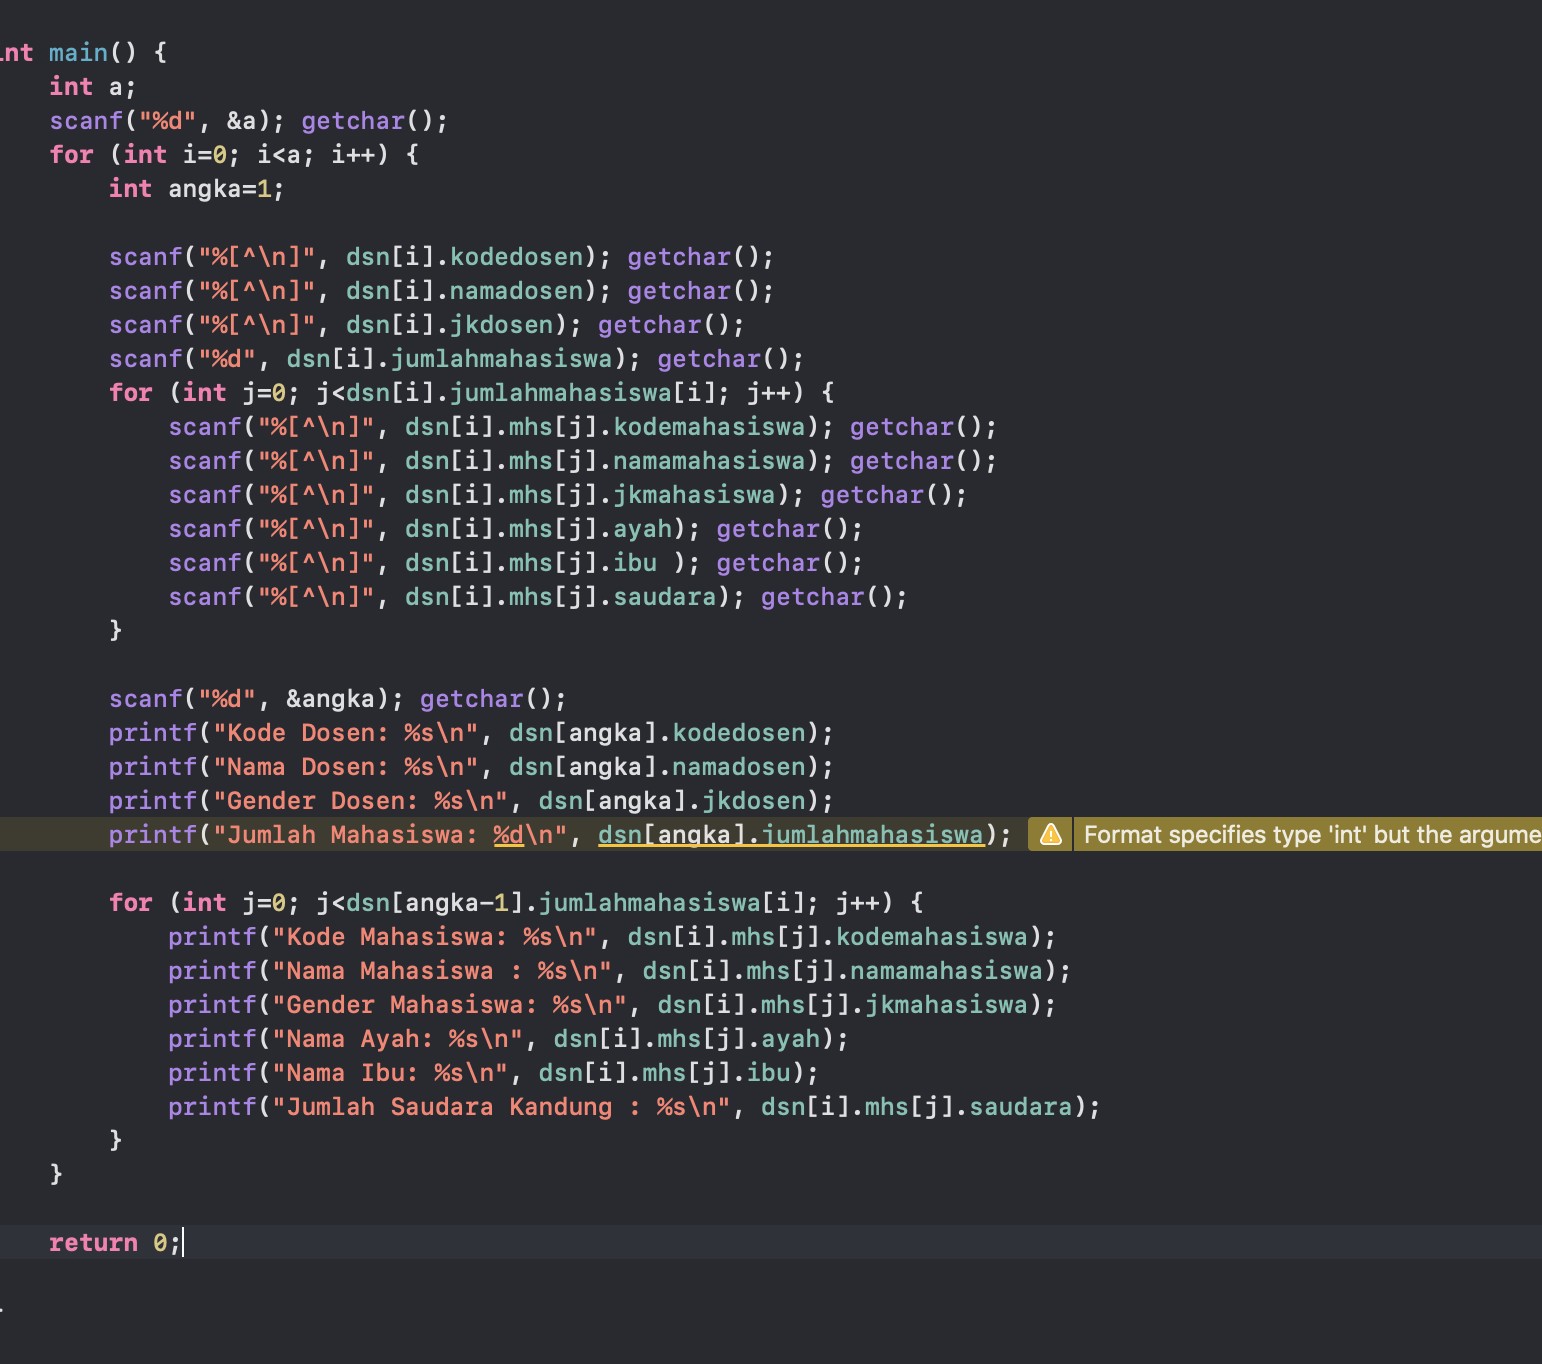 int main() {
    int a;
    scanf("%d", &a); getchar();
    for (int i=0; i<a; i++) {
        int angka=1;

        scanf("%[^\n]", dsn[i].kodedosen); getchar();
        scanf("%[^\n]", dsn[i].namadosen); getchar();
        scanf("%[^\n]", dsn[i].jkdosen); getchar();
        scanf("%d", dsn[i].jumlahmahasiswa); getchar();
        for (int j=0; j<dsn[i].jumlahmahasiswa[i]; j++) {
            scanf("%[^\n]", dsn[i].mhs[j].kodemahasiswa); getchar();
            scanf("%[^\n]", dsn[i].mhs[j].namamahasiswa); getchar();
            scanf("%[^\n]", dsn[i].mhs[j].jkmahasiswa); getchar();
            scanf("%[^\n]", dsn[i].mhs[j].ayah); getchar();
            scanf("%[^\n]", dsn[i].mhs[j].ibu ); getchar();
            scanf("%[^\n]", dsn[i].mhs[j].saudara); getchar();
        }

        scanf("%d", &angka); getchar();
        printf("Kode Dosen: %s\n", dsn[angka].kodedosen);
        printf("Nama Dosen: %s\n", dsn[angka].namadosen);
        printf("Gender Dosen: %s\n", dsn[angka].jkdosen);
        printf("Jumlah Mahasiswa: %d\n", dsn[angka].jumlahmahasiswa); Format specifies type 'int' but the argume

        for (int j=0; j<dsn[angka-1].jumlahmahasiswa[i]; j++) {
            printf("Kode Mahasiswa: %s\n", dsn[i].mhs[j].kodemahasiswa);
            printf("Nama Mahasiswa : %s\n", dsn[i].mhs[j].namamahasiswa);
            printf("Gender Mahasiswa: %s\n", dsn[i].mhs[j].jkmahasiswa);
            printf("Nama Ayah: %s\n", dsn[i].mhs[j].ayah);
            printf("Nama Ibu: %s\n", dsn[i].mhs[j].ibu);
            printf("Jumlah Saudara Kandung : %s\n", dsn[i].mhs[j].saudara);
        }
    }

    return 0;